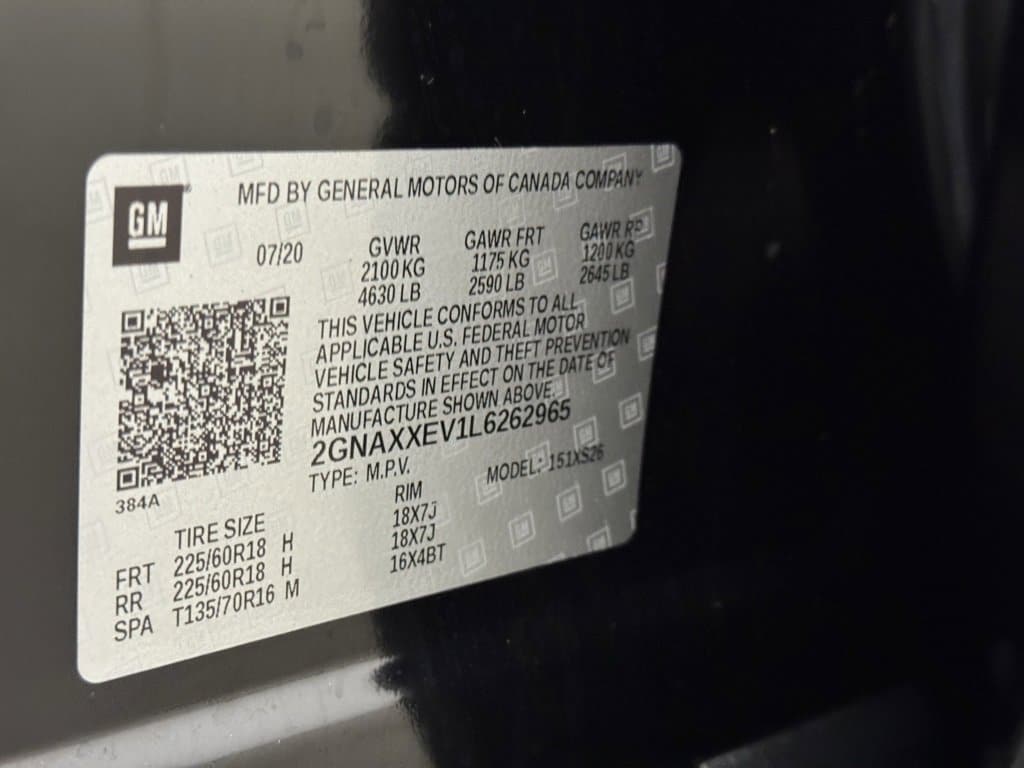 GM
MFD BY GENERAL MOTORS OF CANADA COMPANY
07/20
GVWR GAWR FRT GAWR RR
2100 KG 1175 KG 1200 KG
4630 LB 2590 LB 2645 LB
THIS VEHICLE CONFORMS TO ALL
APPLICABLE U.S. FEDERAL MOTOR
VEHICLE SAFETY AND THEFT PREVENTION
STANDARDS IN EFFECT ON THE DATE OF
MANUFACTURE SHOWN ABOVE.
2GNAXXEV1L6262965
TYPE: M.P.V. MODEL: 151XS26
384A
TIRE SIZE RIM
FRT 225/60R18 H 18X7J
RR 225/60R18 H 18X7J
SPA T135/70R16 M 16X4BT